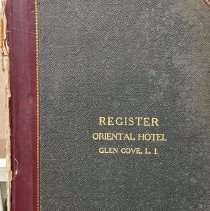 REGISTER
ORIENTAL HOTEL
GLEN COVE, L. I.